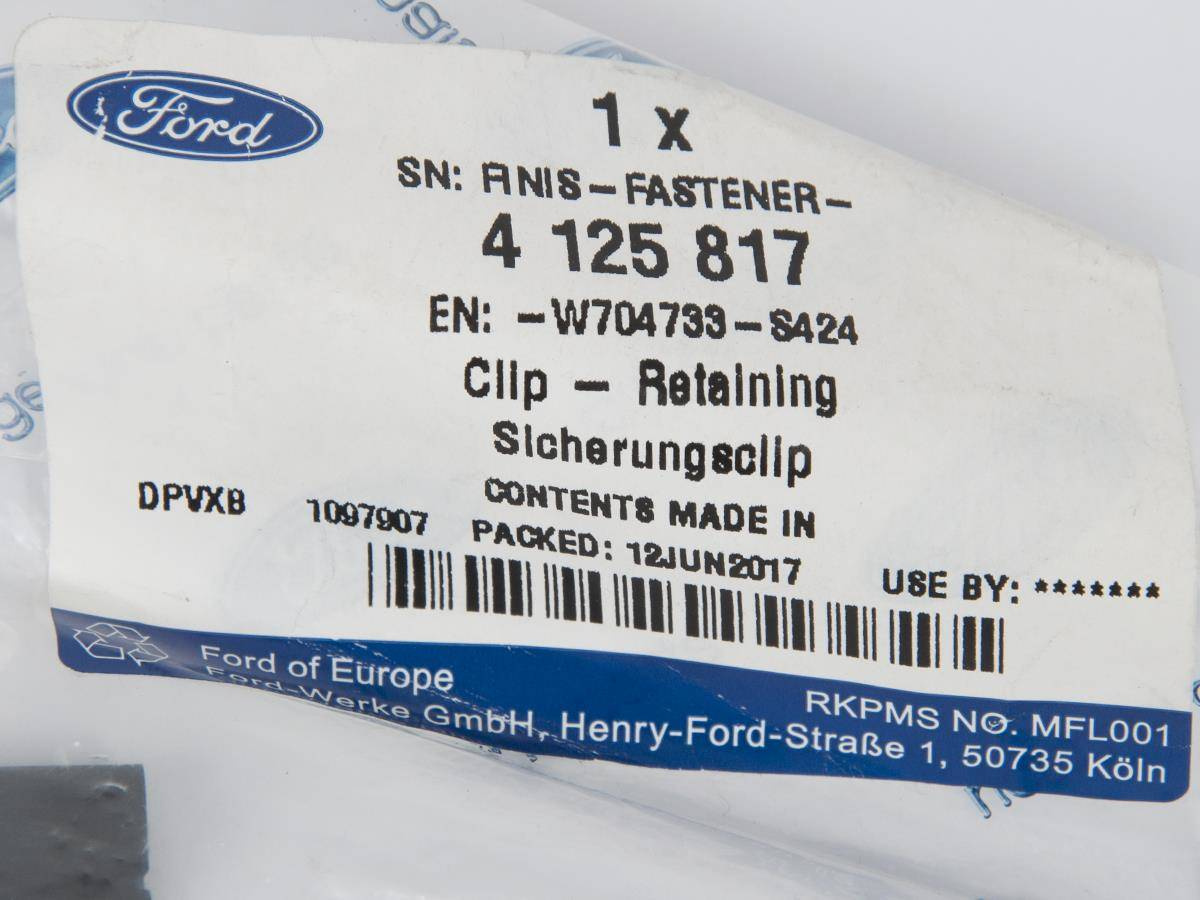 Ford
1 x
SN: FINIS-FASTENER-
4 125 817
EN: -W704733-S424
Clip - Retaining
Sicherungsclip
CONTENTS MADE IN
DPVXB 1097907 PACKED: 12JUN2017 USE BY: *******
Ford of Europe
RKPMS NO. MFL001
Ford-Werke GmbH, Henry-Ford-Straße 1, 50735 Köln